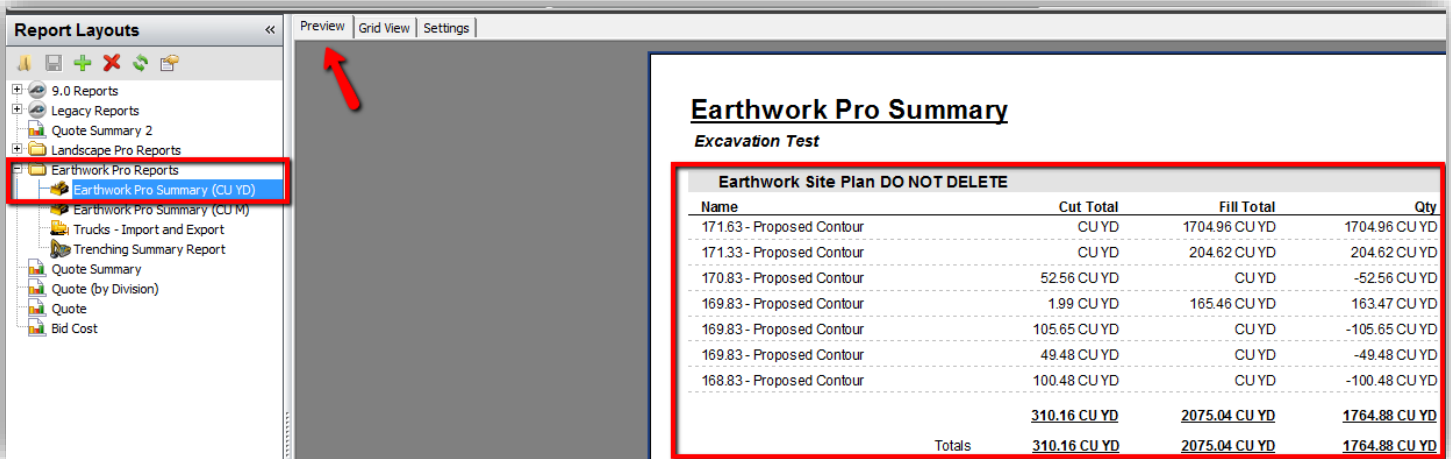 Report Layouts «
9.0 Reports
Legacy Reports
Quote Summary 2
Landscape Pro Reports
Earthwork Pro Reports
Earthwork Pro Summary (CU YD)
Earthwork Pro Summary (CU M)
Trucks - Import and Export
Trenching Summary Report
Quote Summary
Quote (by Division)
Quote
Bid Cost
Preview Grid View Settings
Earthwork Pro Summary
Excavation Test
Earthwork Site Plan DO NOT DELETE
Name Cut Total Fill Total Qty
171.63 - Proposed Contour CU YD 1704.96 CU YD 1704.96 CU YD
171.33 - Proposed Contour CU YD 204.62 CU YD 204.62 CU YD
170.83 - Proposed Contour 52.56 CU YD CU YD -52.56 CU YD
169.83 - Proposed Contour 1.99 CU YD 165.46 CU YD 163.47 CU YD
169.83 - Proposed Contour 105.65 CU YD CU YD -105.65 CU YD
169.83 - Proposed Contour 49.48 CU YD CU YD -49.48 CU YD
168.83 - Proposed Contour 100.48 CU YD CU YD -100.48 CU YD
310.16 CU YD 2075.04 CU YD 1764.88 CU YD
Totals 310.16 CU YD 2075.04 CU YD 1764.88 CU YD